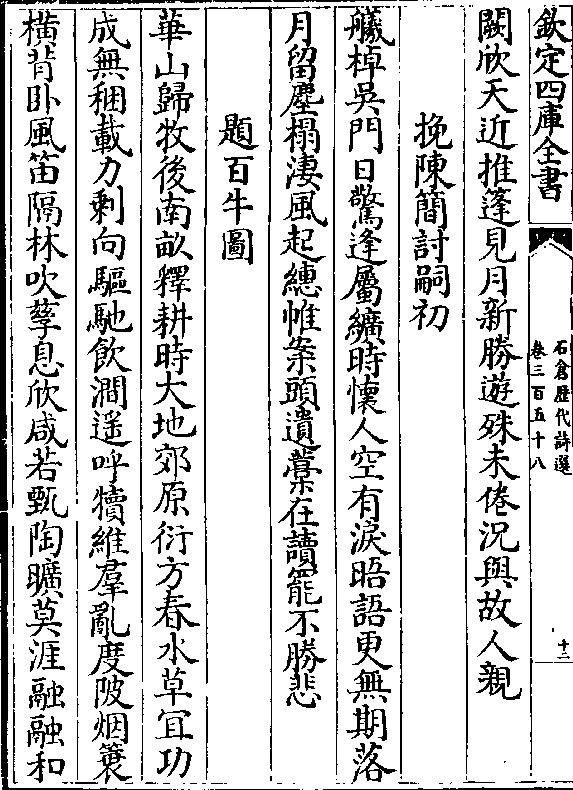 欽定四庫全書
石倉歷代詩選
卷三百五十八
十二
闕欣天近推篷見月新勝遊殊未倦況與故人親
挽陳簡討嗣初
艤棹吳門日驚逢屬纊時懷人空有淚晤語更無期落
月留塵榻淒風起繐帷案頭遺藁在讀罷不勝悲
題百牛圖
華山歸牧後南畝釋耕時大地郊原衍方春水草宜功
成無稛載力剩向驅馳飲澗遥呼犢維羣亂度陂烟簑
橫背卧風笛隔林吹孳息欣咸若甄陶曠莫涯融融和